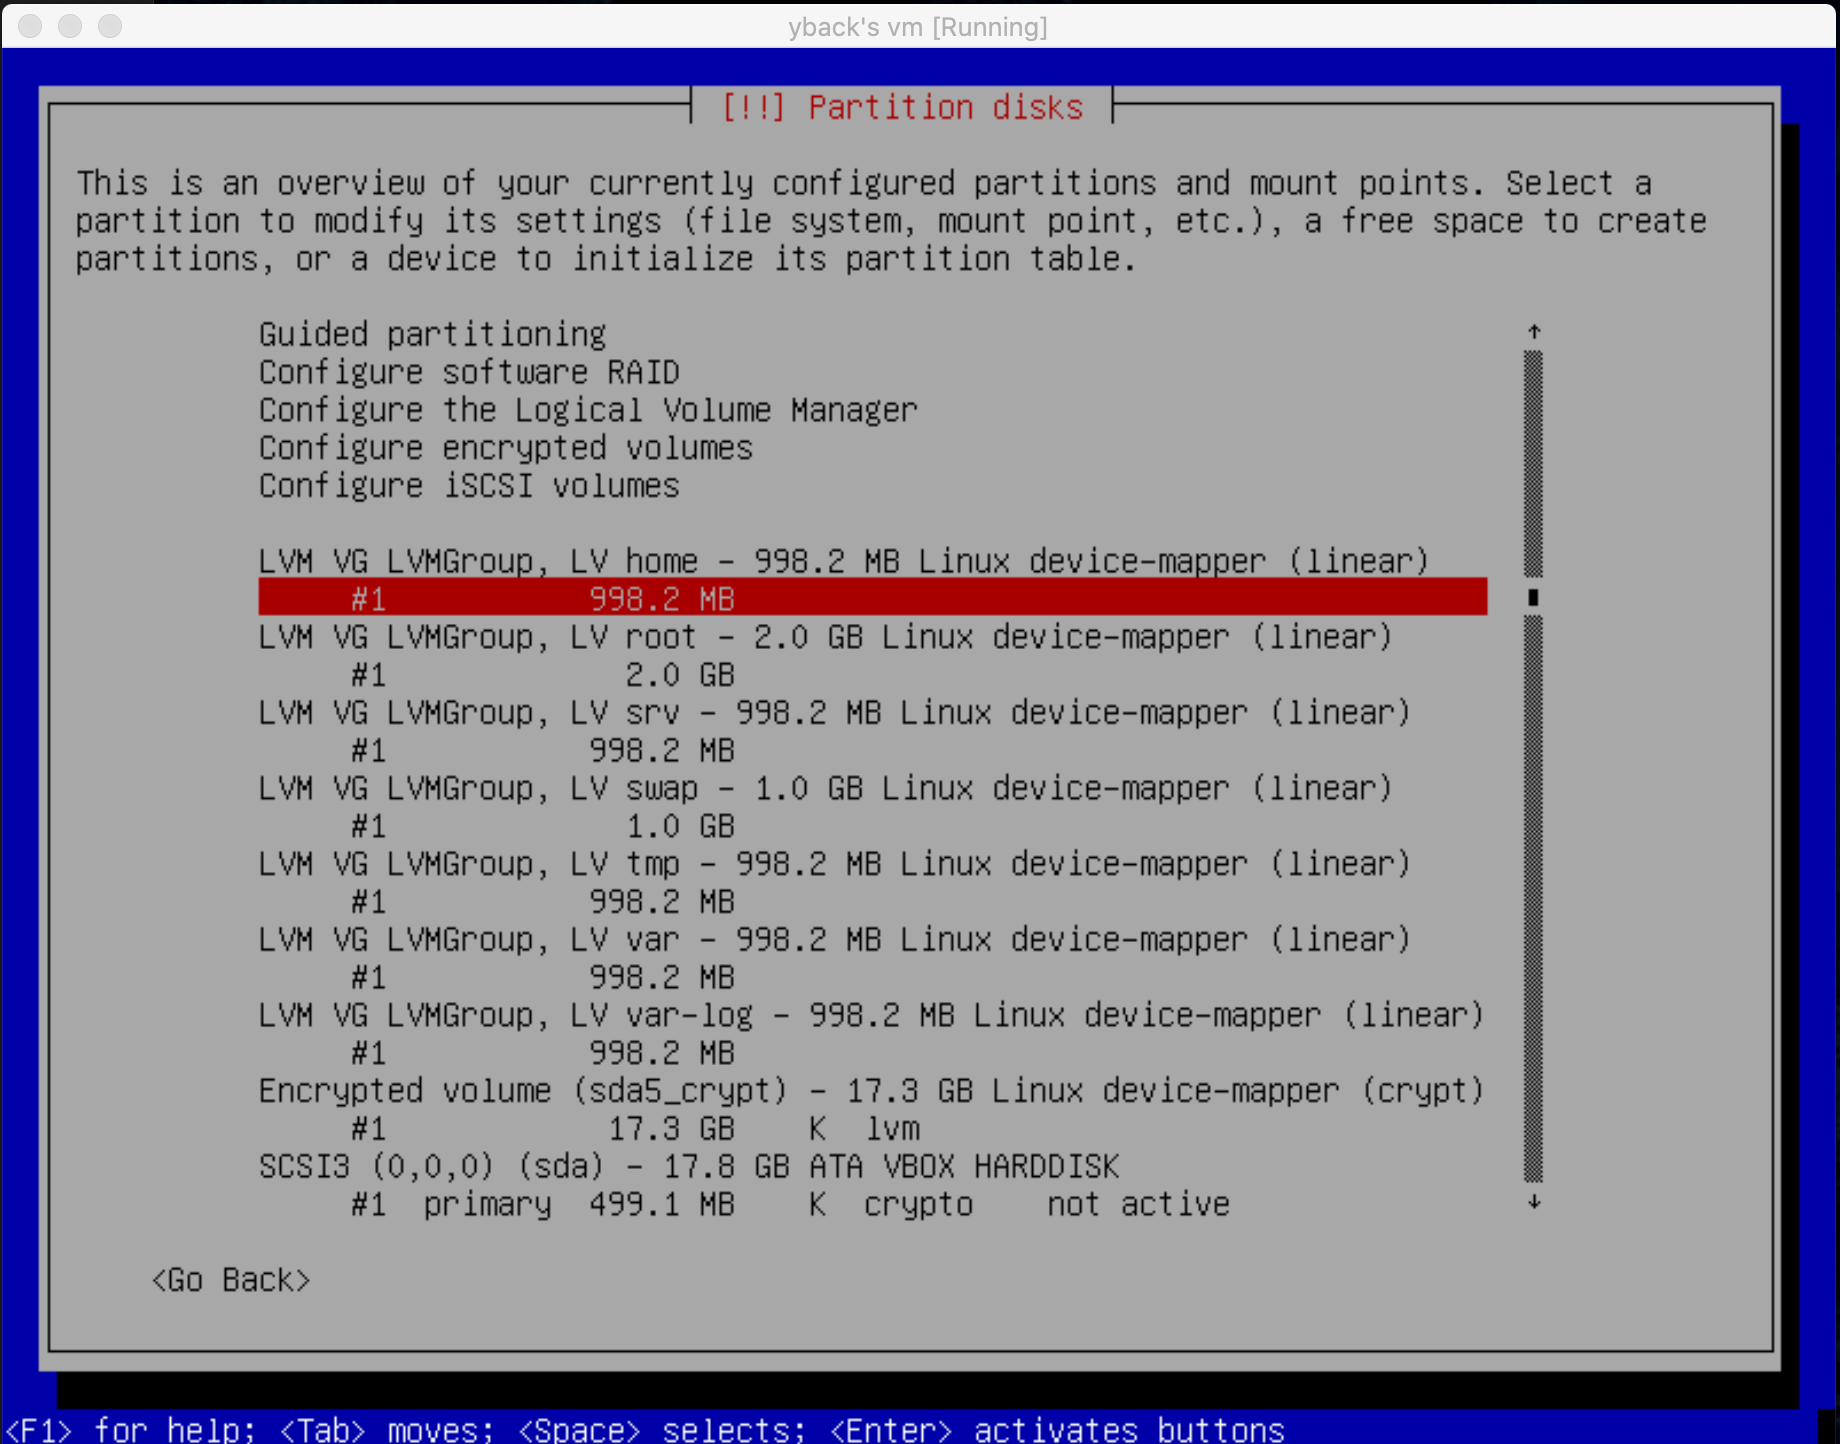 yback's vm [Running]
[!!] Partition disks
This is an overview of your currently configured partitions and mount points. Select a
partition to modify its settings (file system, mount point, etc.), a free space to create
partitions, or a device to initialize its partition table.
Guided partitioning
Configure software RAID
Configure the Logical Volume Manager
Configure encrypted volumes
Configure iSCSI volumes
LVM VG LVMGroup, LV home - 998.2 MB Linux device-mapper (linear)
#1 998.2 MB
LVM VG LVMGroup, LV root - 2.0 GB Linux device-mapper (linear)
#1 2.0 GB
LVM VG LVMGroup, LV srv - 998.2 MB Linux device-mapper (linear)
#1 998.2 MB
LVM VG LVMGroup, LV swap - 1.0 GB Linux device-mapper (linear)
#1 1.0 GB
LVM VG LVMGroup, LV tmp - 998.2 MB Linux device-mapper (linear)
#1 998.2 MB
LVM VG LVMGroup, LV var - 998.2 MB Linux device-mapper (linear)
#1 998.2 MB
LVM VG LVMGroup, LV var-log - 998.2 MB Linux device-mapper (linear)
#1 998.2 MB
Encrypted volume (sda5_crypt) - 17.3 GB Linux device-mapper (crypt)
#1 17.3 GB K lvm
SCSI3 (0,0,0) (sda) - 17.8 GB ATA VBOX HARDDISK
#1 primary 499.1 MB K crypto not active
<Go Back>
<F1> for help; <Tab> moves; <Space> selects; <Enter> activates buttons